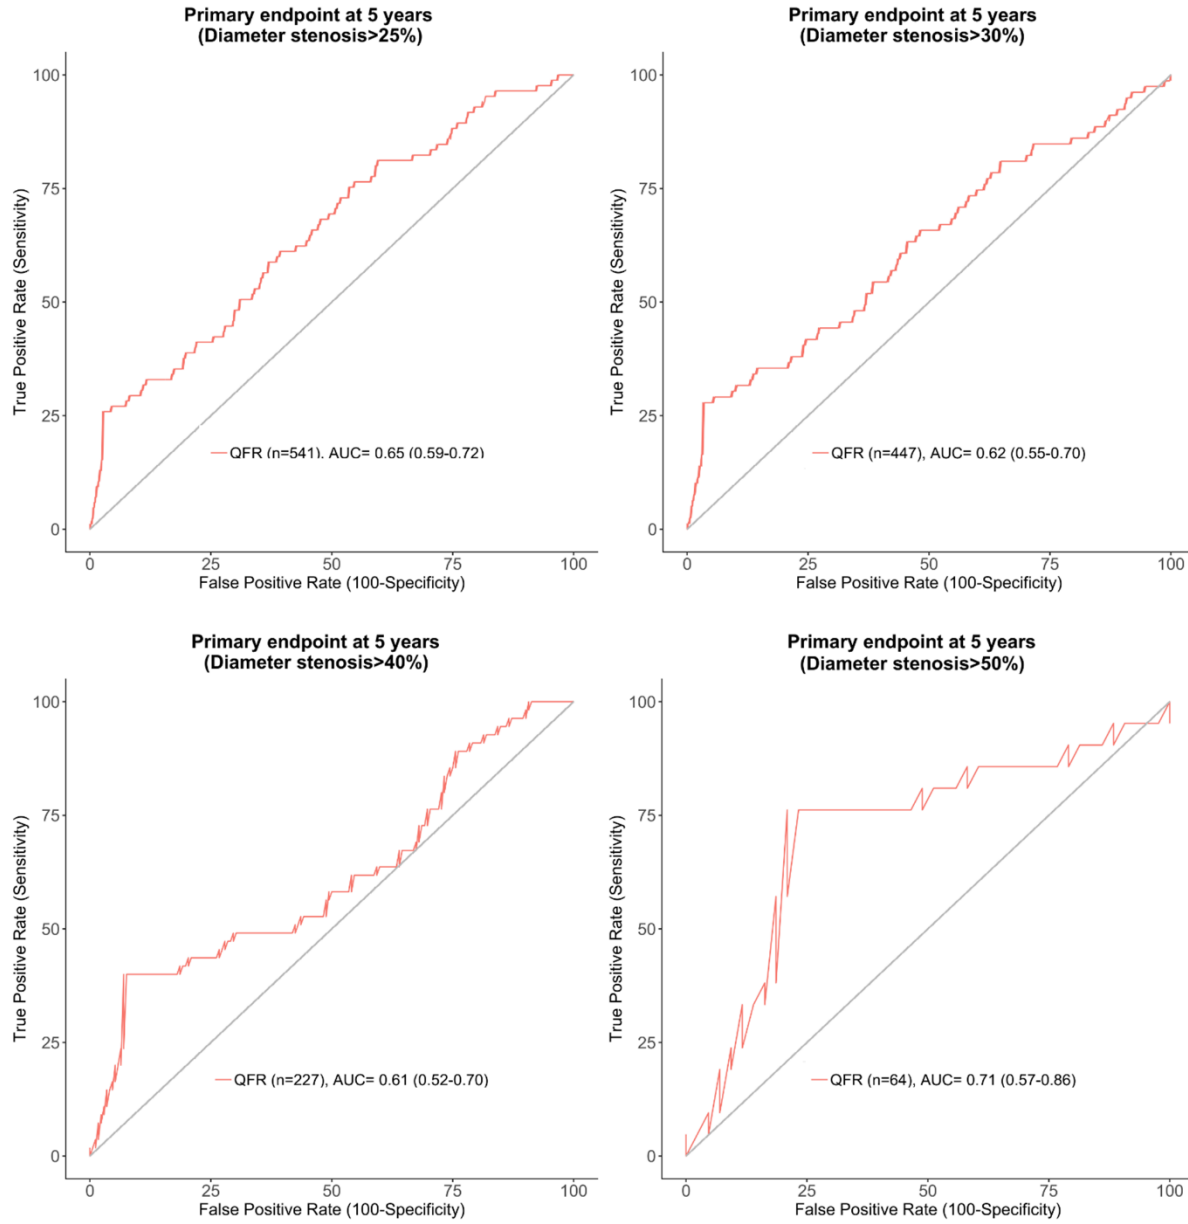 Primary endpoint at 5 years
(Diameter stenosis>25%)
True Positive Rate (Sensitivity)
100
75
50
25
0
QFR (n=541), AUC= 0.65 (0.59-0.72)
0 25 50 75 100
False Positive Rate (100-Specificity)
Primary endpoint at 5 years
(Diameter stenosis>30%)
True Positive Rate (Sensitivity)
100
75
50
25
0
QFR (n=447), AUC= 0.62 (0.55-0.70)
0 25 50 75 100
False Positive Rate (100-Specificity)
Primary endpoint at 5 years
(Diameter stenosis>40%)
True Positive Rate (Sensitivity)
100
75
50
25
0
QFR (n=227), AUC= 0.61 (0.52-0.70)
0 25 50 75 100
False Positive Rate (100-Specificity)
Primary endpoint at 5 years
(Diameter stenosis>50%)
True Positive Rate (Sensitivity)
100
75
50
25
0
QFR (n=64), AUC= 0.71 (0.57-0.86)
0 25 50 75 100
False Positive Rate (100-Specificity)